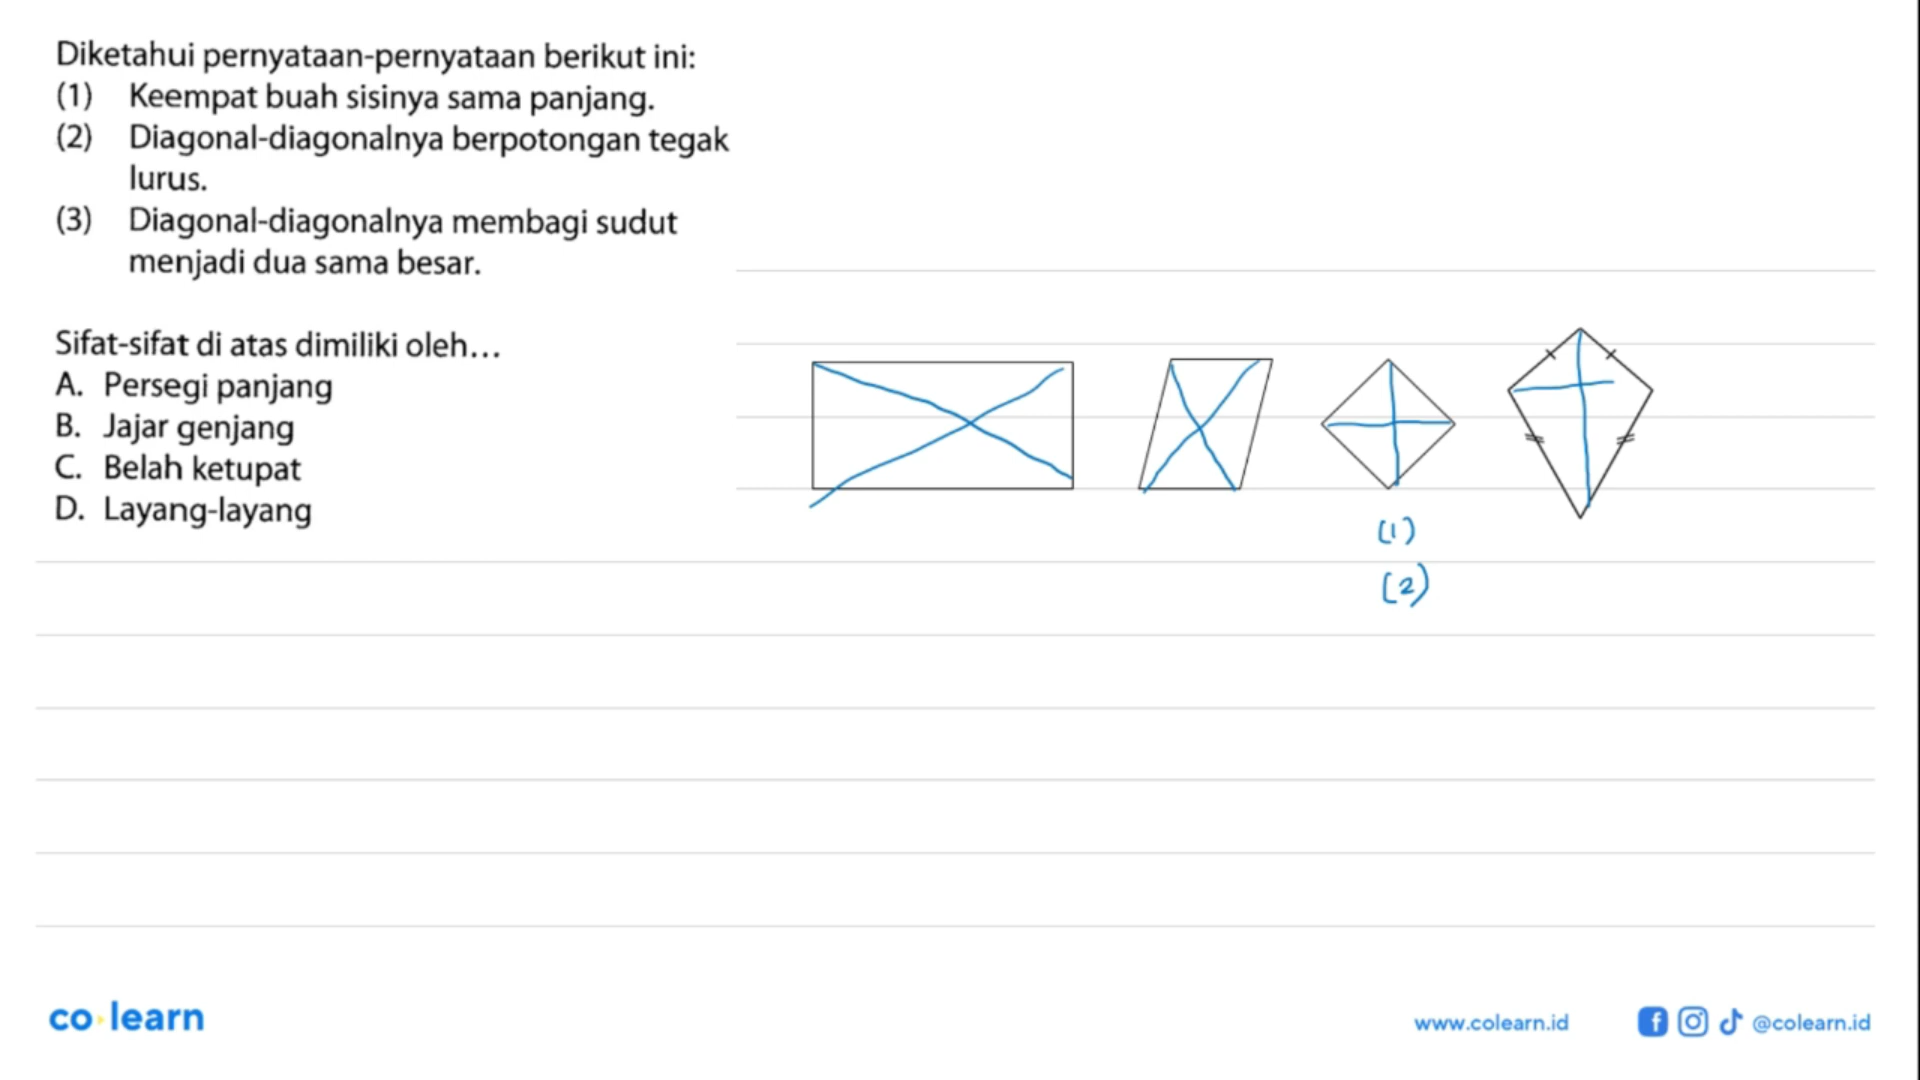 Diketahui pernyataan-pernyataan berikut ini:
(1) Keempat buah sisinya sama panjang.
(2) Diagonal-diagonalnya berpotongan tegak
lurus.
(3) Diagonal-diagonalnya membagi sudut
menjadi dua sama besar.
Sifat-sifat di atas dimiliki oleh...
A. Persegi panjang
B. Jajar genjang
C. Belah ketupat
D. Layang-layang
(1)
(2)
co learn
www.colearn.id
@colearn.id